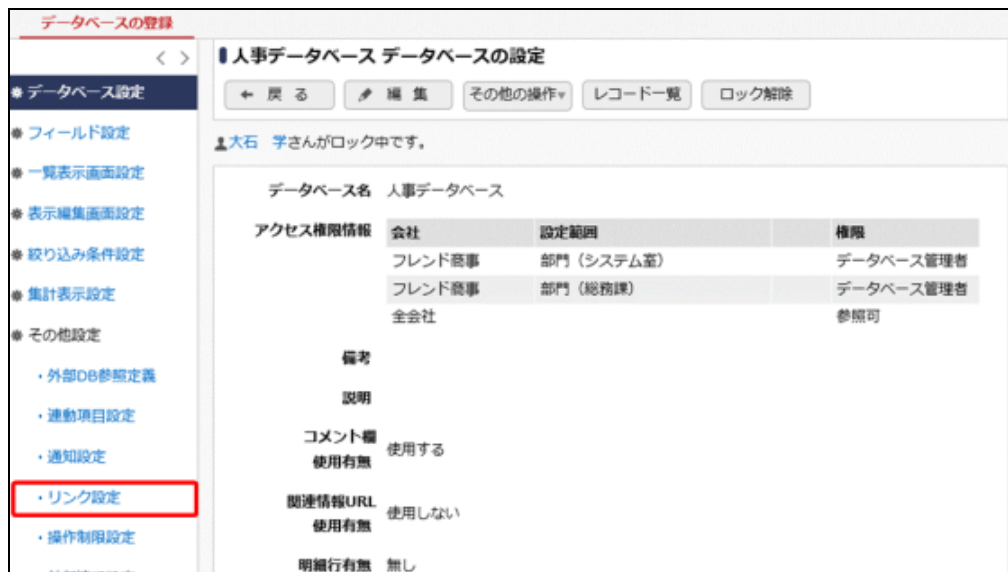 データベースの登録
< >
データベース設定
フィールド設定
一覧表示画面設定
表示編集画面設定
絞り込み条件設定
集計表示設定
その他設定
・外部DB参照定義
・連動項目設定
・通知設定
・リンク設定
・操作制限設定
人事データベース データベースの設定
← 戻 る 編 集 その他の操作▼ レコード一覧 ロック解除
大石 学さんがロック中です。
データベース名 人事データベース
アクセス権限情報 会社 設定範囲 権限
フレンド商事 部門（システム室） データベース管理者
フレンド商事 部門（総務課） データベース管理者
全会社 参照可
備考
説明
コメント欄
使用有無 使用する
関連情報URL
使用有無 使用しない
明細行有無 無し